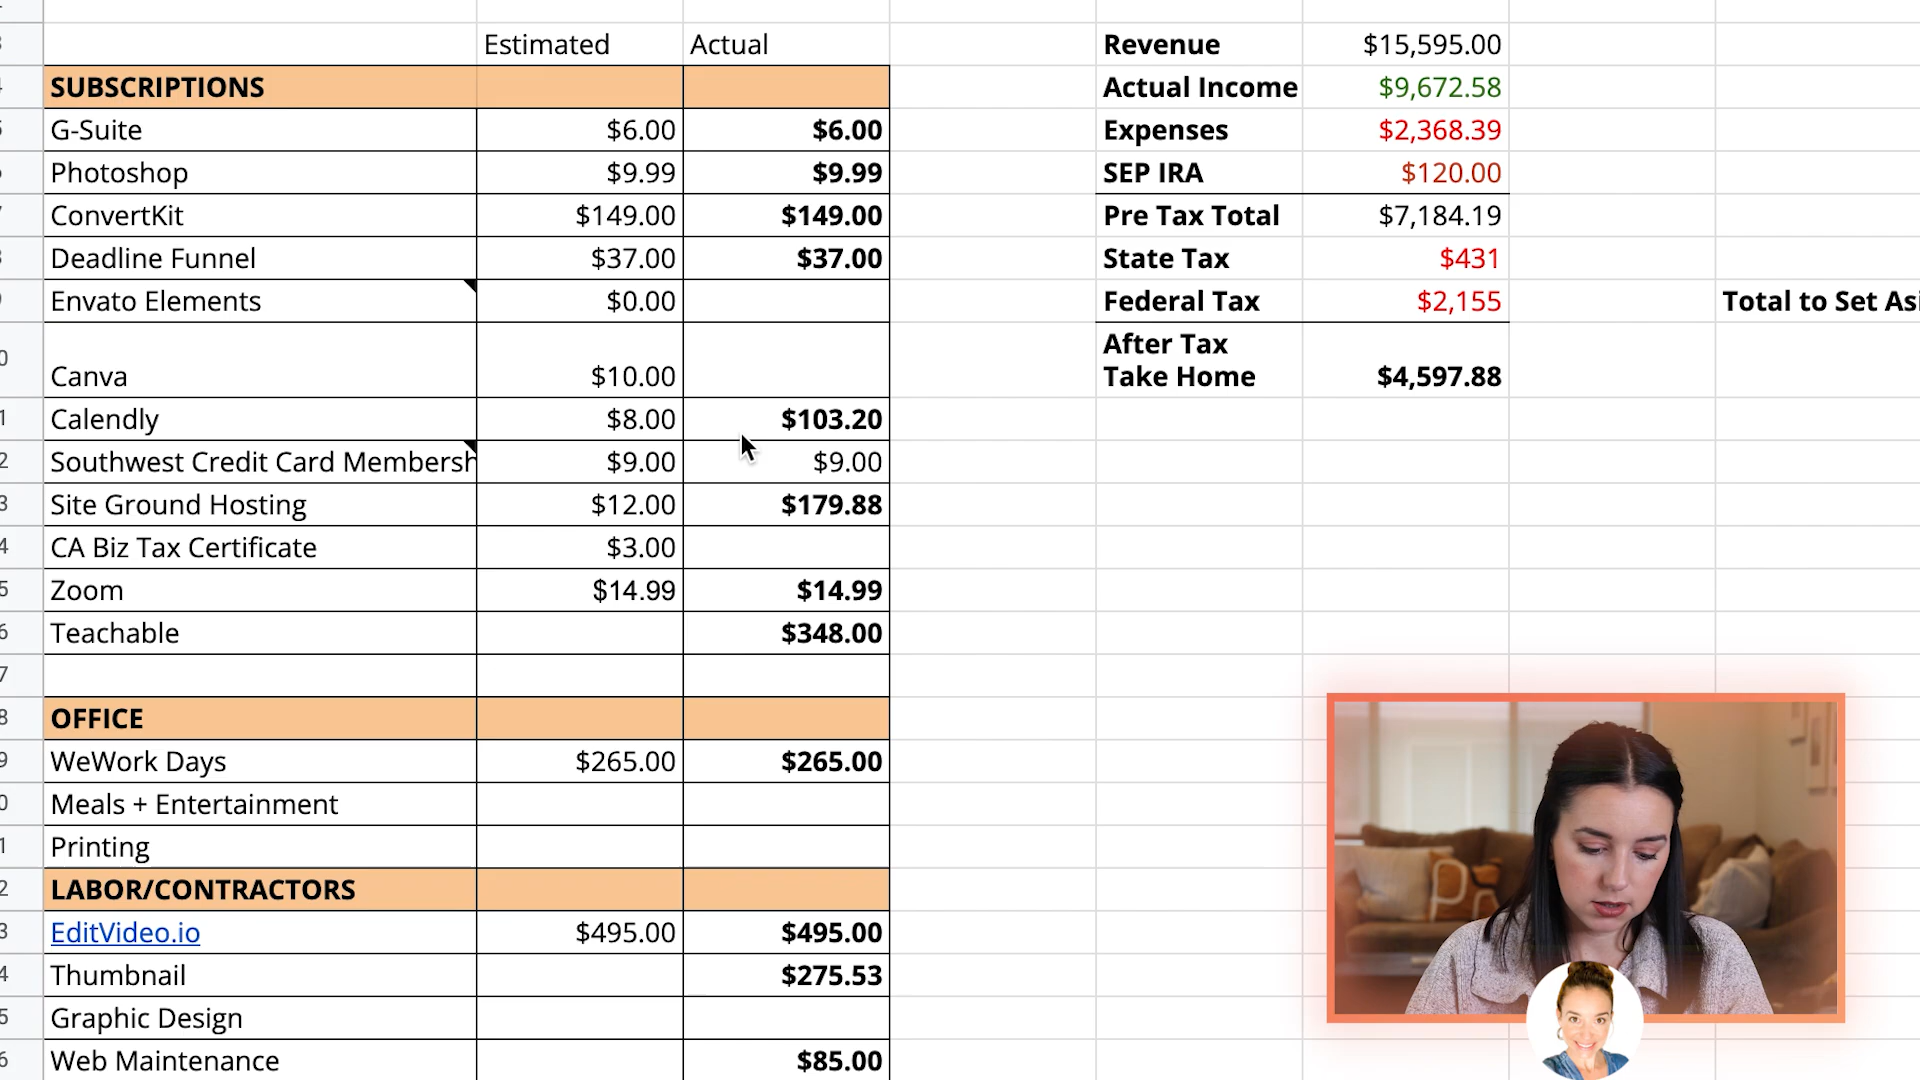 Estimated Actual Revenue $15,595.00
SUBSCRIPTIONS Actual Income $9,672.58
G-Suite $6.00 $6.00 Expenses $2,368.39
Photoshop $9.99 $9.99 SEP IRA $120.00
ConvertKit $149.00 $149.00 Pre Tax Total $7,184.19
Deadline Funnel $37.00 $37.00 State Tax $431
Envato Elements $0.00 Federal Tax $2,155 Total to Set Asi
After Tax
Canva $10.00 Take Home $4,597.88
Calendly $8.00 $103.20
Southwest Credit Card Membersh $9.00 $9.00
Site Ground Hosting $12.00 $179.88
CA Biz Tax Certificate $3.00
Zoom $14.99 $14.99
Teachable $348.00
OFFICE
WeWork Days $265.00 $265.00
Meals + Entertainment
Printing
LABOR/CONTRACTORS
EditVideo.io $495.00 $495.00
Thumbnail $275.53
Graphic Design
Web Maintenance $85.00